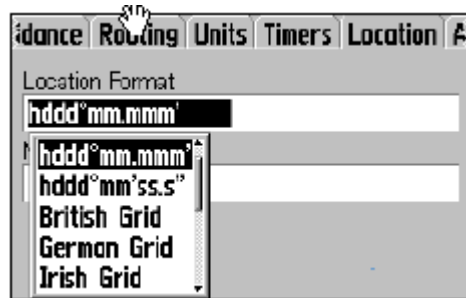 idance Routing Units Timers Location A
Location Format
hddd°mm.mmm'
hddd°mm.mmm'
hddd°mm'ss.s"
British Grid
German Grid
Irish Grid